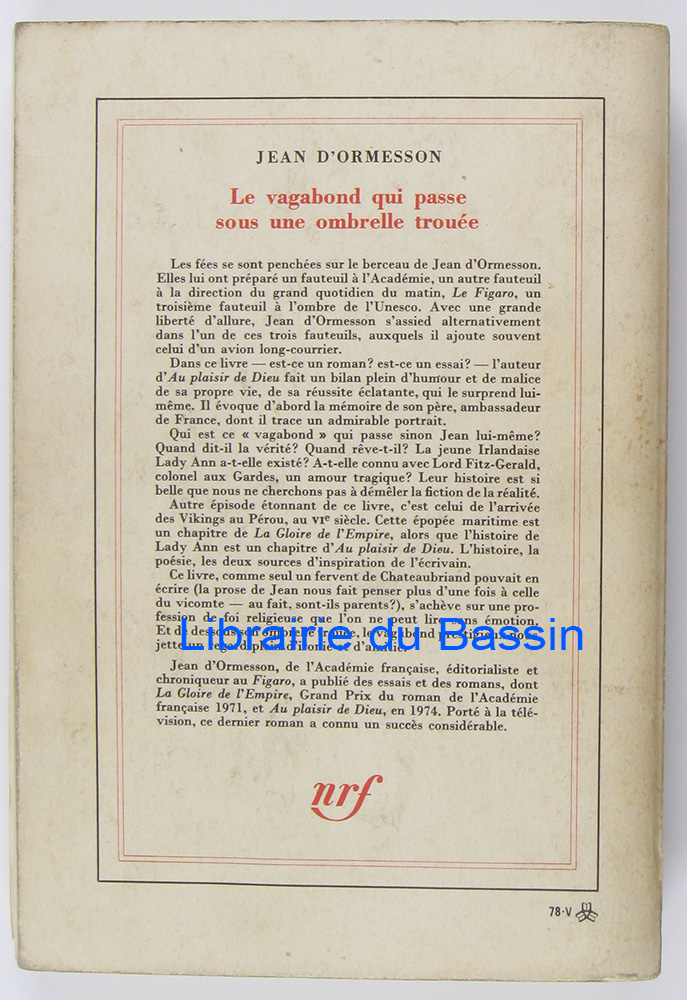 JEAN D'ORMESSON
Le vagabond qui passe
sous une ombrelle trouée
Les fées se sont penchées sur le berceau de Jean d'Ormesson.
Elles lui ont préparé un fauteuil à l'Académie, un autre fauteuil
à la direction du grand quotidien du matin, Le Figaro, un
troisième fauteuil à l'ombre de l'Unesco. Avec une grande
liberté d'allure, Jean d'Ormesson s'assied alternativement
dans l'un de ces trois fauteuils, auxquels il ajoute souvent
celui d'un avion long-courrier.
Dans ce livre — est-ce un roman? est-ce un essai? — l'auteur
d'Au plaisir de Dieu fait un bilan plein d'humour et de malice
de sa propre vie, de sa réussite éclatante, qui le surprend lui-
même. Il évoque d'abord la mémoire de son père, ambassadeur
de France, dont il trace un admirable portrait.
Qui est ce « vagabond » qui passe sinon Jean lui-même?
Quand dit-il la vérité? Quand rêve-t-il? La jeune Irlandaise
Lady Ann a-t-elle existé? A-t-elle connu avec Lord Fitz-Gerald,
colonel aux Gardes, un amour tragique? Leur histoire est si
belle que nous ne cherchons pas à démêler la fiction de la réalité.
Autre épisode étonnant de ce livre, c'est celui de l'arrivée
des Vikings au Pérou, au VIe siècle. Cette épopée maritime est
un chapitre de La Gloire de l'Empire, alors que l'histoire de
Lady Ann est un chapitre d'Au plaisir de Dieu. L'histoire, la
poésie, les deux sources d'inspiration de l'écrivain.
Ce livre, comme seul un fervent de Chateaubriand pouvait en
écrire (la prose de Jean nous fait penser plus d'une fois à celle
du vicomte — au fait, sont-ils parents?), s'achève sur une pro-
fession de foi religieuse que l'on ne peut lire sans émotion.
Et de dessous son ombrelle trouée, le vagabond prestigieux nous
jette un regard plein d'ironie et d'amitié.
Librairie du Bassin
Jean d'Ormesson, de l'Académie française, éditorialiste et
chroniqueur au Figaro, a publié des essais et des romans, dont
La Gloire de l'Empire, Grand Prix du roman de l'Académie
française 1971, et Au plaisir de Dieu, en 1974. Porté à la télé-
vision, ce dernier roman a connu un succès considérable.
nrf
78-V